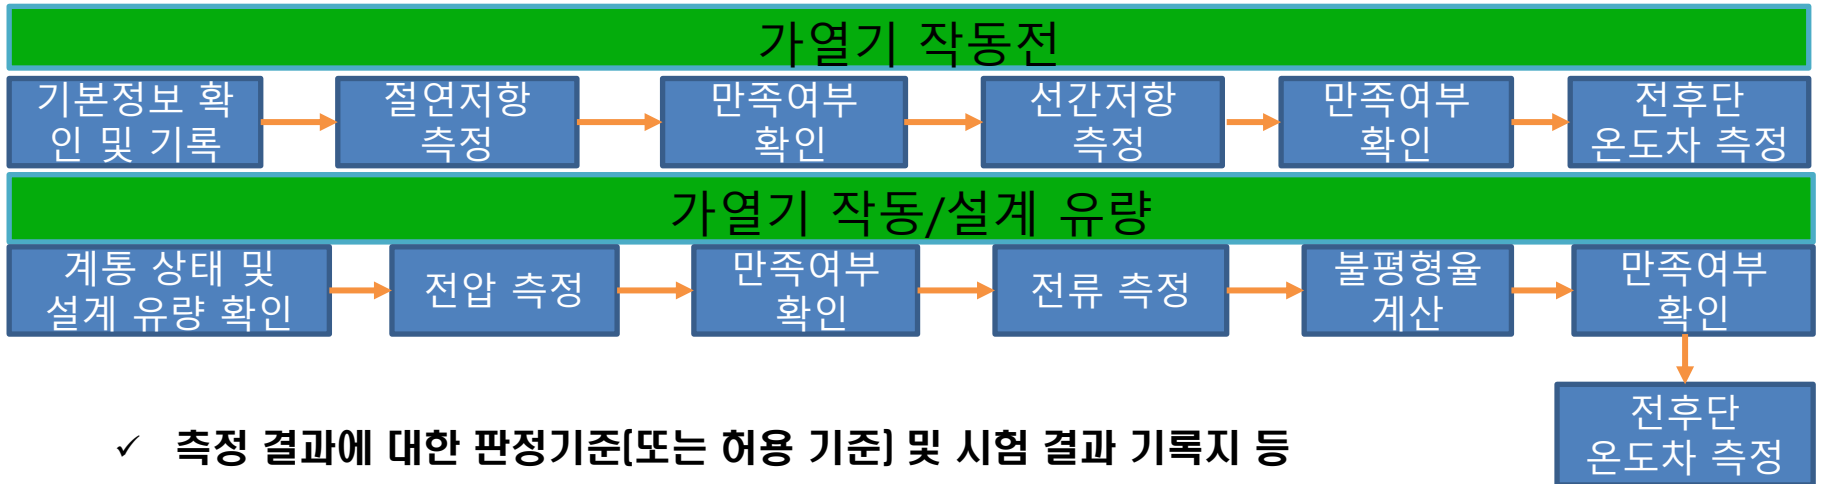 가열기 작동전
기본정보 확
인 및 기록
절연저항
측정
만족여부
확인
선간저항
측정
만족여부
확인
전후단
온도차 측정
가열기 작동/설계 유량
계통 상태 및
설계 유량 확인
전압 측정
만족여부
확인
전류 측정
불평형율
계산
만족여부
확인
전후단
온도차 측정
✓ 측정 결과에 대한 판정기준(또는 허용 기준) 및 시험 결과 기록지 등